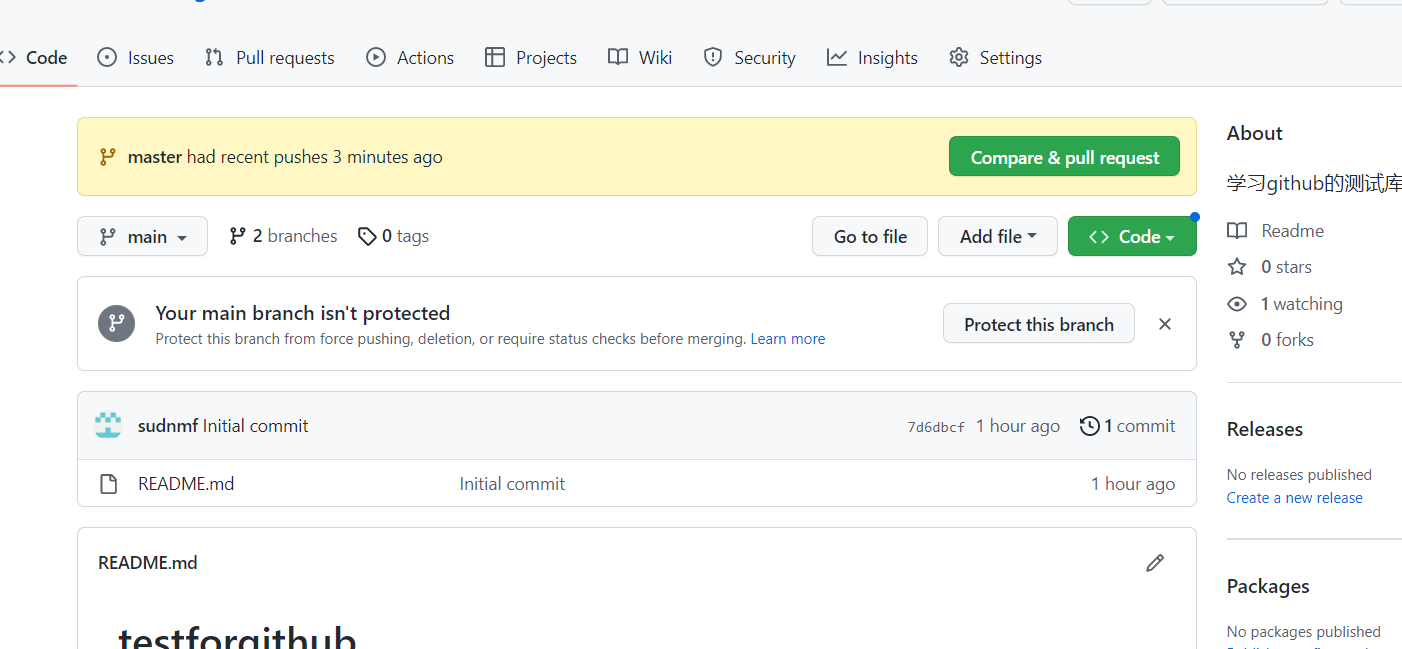 Code Issues Pull requests Actions Projects Wiki Security Insights Settings
master had recent pushes 3 minutes ago Compare & pull request
main 2 branches 0 tags Go to file Add file Code
Your main branch isn't protected
Protect this branch from force pushing, deletion, or require status checks before merging. Learn more
Protect this branch
sudnmf Initial commit 7d6dbcf 1 hour ago 1 commit
README.md Initial commit 1 hour ago
README.md
testforgithub
About
学习github的测试库
Readme
0 stars
1 watching
0 forks
Releases
No releases published
Create a new release
Packages
No packages published